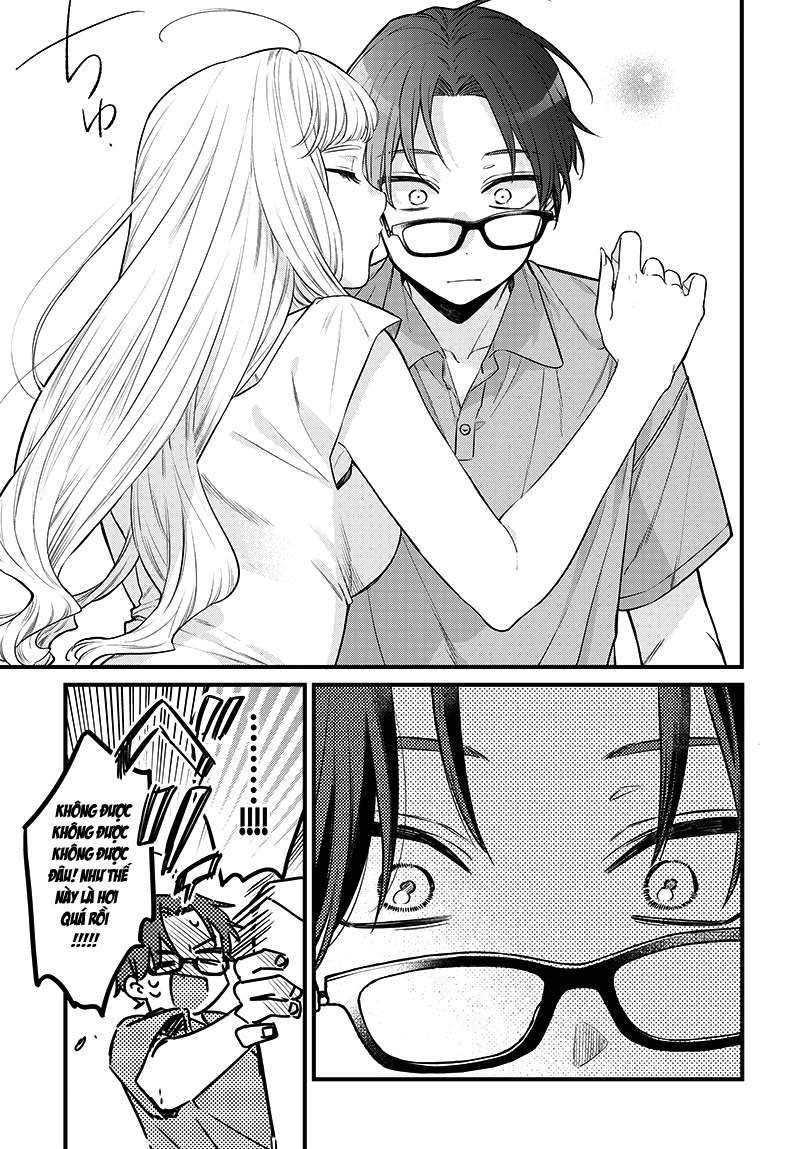 ちゅ
………!!!!
KHÔNG ĐƯỢC
KHÔNG ĐƯỢC
KHÔNG ĐƯỢC
ĐÂU! NHƯ THẾ
NÀY LÀ HƠI
QUÁ RỒI
!!!!!